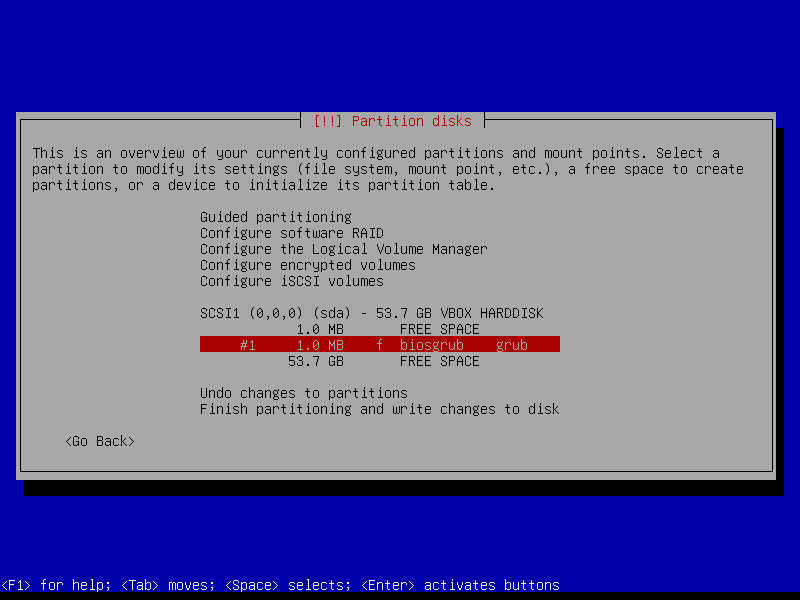 [!!] Partition disks
This is an overview of your currently configured partitions and mount points. Select a
partition to modify its settings (file system, mount point, etc.), a free space to create
partitions, or a device to initialize its partition table.
Guided partitioning
Configure software RAID
Configure the Logical Volume Manager
Configure encrypted volumes
Configure iSCSI volumes
SCSI1 (0,0,0) (sda) - 53.7 GB VBOX HARDDISK
1.0 MB FREE SPACE
#1 1.0 MB f biosgrub grub
53.7 GB FREE SPACE
Undo changes to partitions
Finish partitioning and write changes to disk
<Go Back>
<F1> for help; <Tab> moves; <Space> selects; <Enter> activates buttons